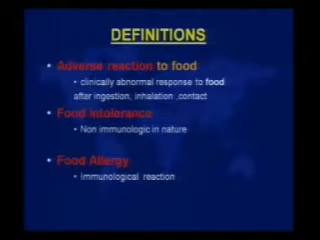 DEFINITIONS
• Adverse reaction to food
• clinically abnormal response to food
after ingestion, inhalation ,contact
• Food intolerance
• Non immunologic in nature
• Food Allergy
• Immunological reaction